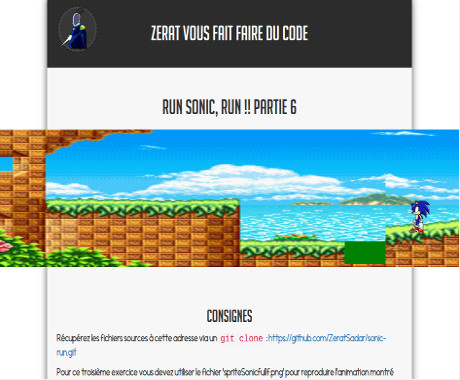 ZERAT VOUS FAIT FAIRE DU CODE
RUN SONIC, RUN !! PARTIE 6
CONSIGNES
Récupérez les fichiers sources à cette adresse via un git clone :https://github.com/ZeratSadar/sonic-
run.git
Pour ce troisième exercice vous devez utiliser le fichier 'spriteSonicfullf.png' pour reproduire l'animation montré